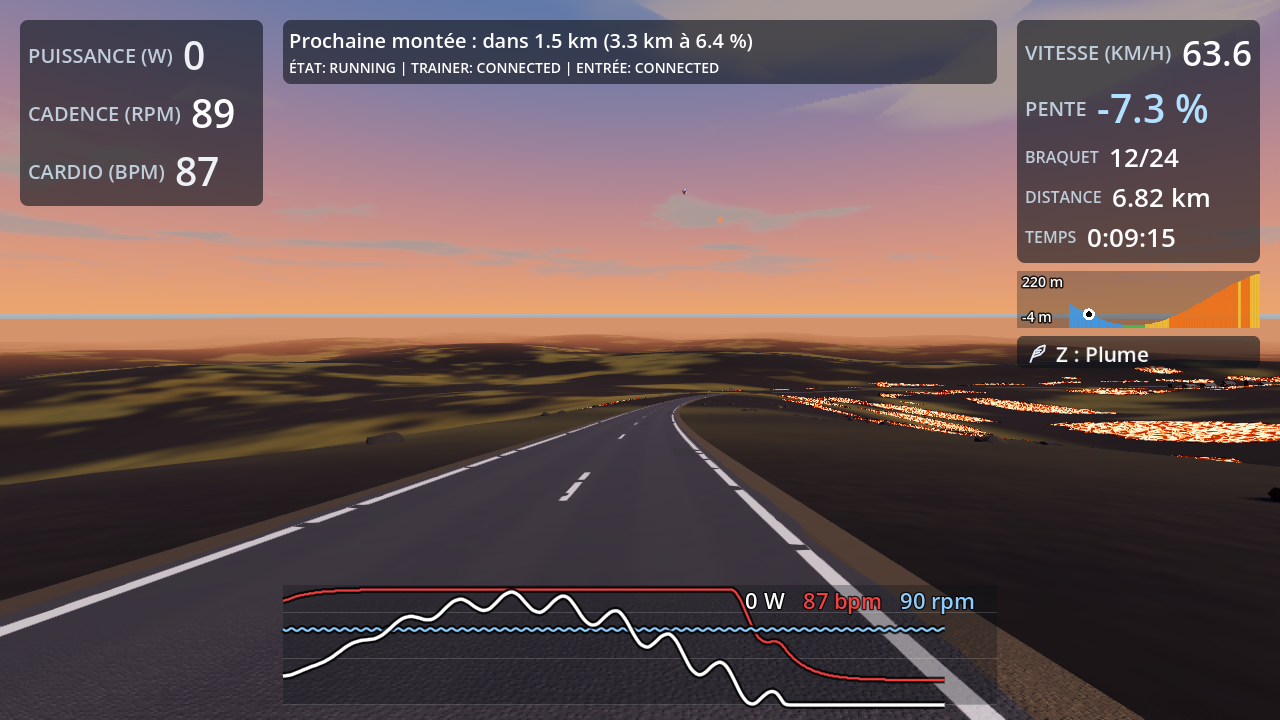 PUISSANCE (W) 0
CADENCE (RPM) 89
CARDIO (BPM) 87
Prochaine montée : dans 1.5 km (3.3 km à 6.4 %)
ÉTAT: RUNNING | TRAINER: CONNECTED | ENTRÉE: CONNECTED
VITESSE (KM/H) 63.6
PENTE -7.3 %
BRAQUET 12/24
DISTANCE 6.82 km
TEMPS 0:09:15
220 m
-4 m
Z : Plume
0 W 87 bpm 90 rpm